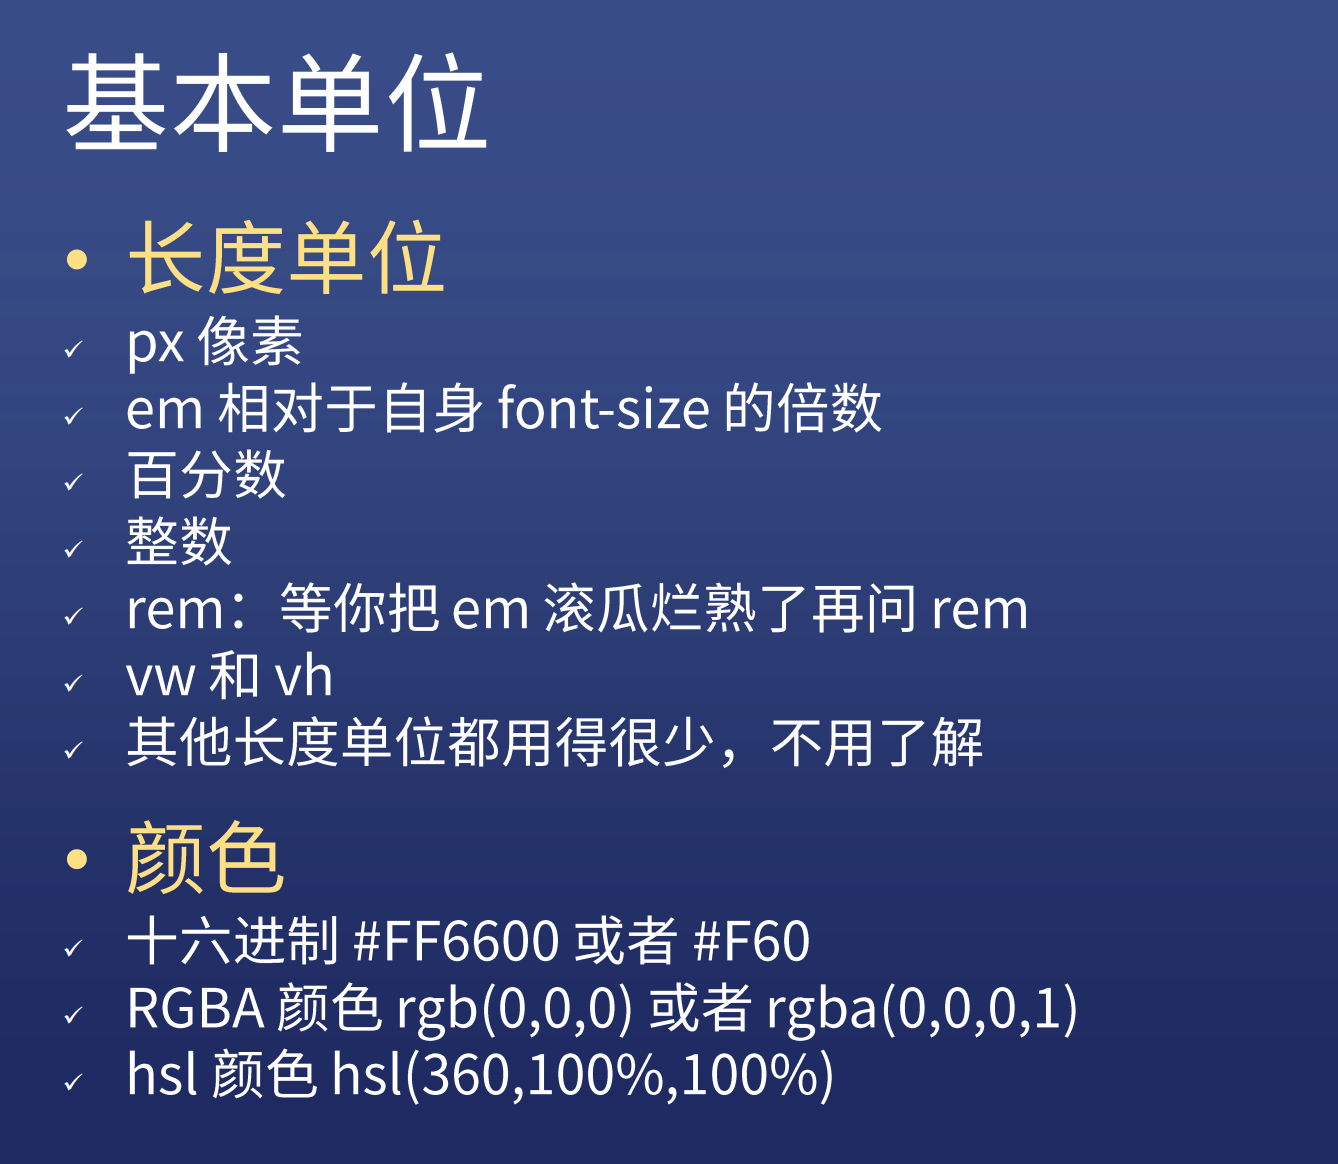 基本单位
• 长度单位
✓ px 像素
✓ em 相对于自身 font-size 的倍数
✓ 百分数
✓ 整数
✓ rem：等你把 em 滚瓜烂熟了再问 rem
✓ vw 和 vh
✓ 其他长度单位都用得很少，不用了解
• 颜色
✓ 十六进制 #FF6600 或者 #F60
✓ RGBA 颜色 rgb(0,0,0) 或者 rgba(0,0,0,1)
✓ hsl 颜色 hsl(360,100%,100%)